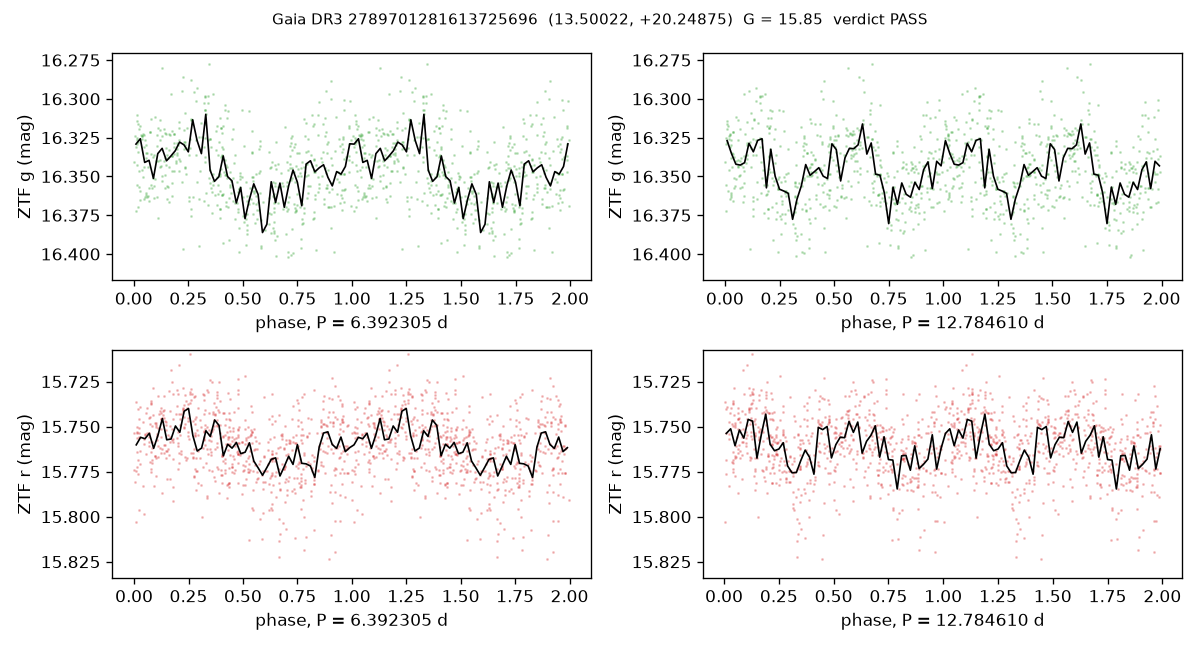 Gaia DR3 2789701281613725696  (13.50022, +20.24875)  G = 15.85  verdict PASS
ZTF g (mag)
16.275
16.300
16.325
16.350
16.375
16.400
0.00 0.25 0.50 0.75 1.00 1.25 1.50 1.75 2.00
phase, P = 6.392305 d
ZTF g (mag)
16.275
16.300
16.325
16.350
16.375
16.400
0.00 0.25 0.50 0.75 1.00 1.25 1.50 1.75 2.00
phase, P = 12.784610 d
ZTF r (mag)
15.725
15.750
15.775
15.800
15.825
0.00 0.25 0.50 0.75 1.00 1.25 1.50 1.75 2.00
phase, P = 6.392305 d
ZTF r (mag)
15.725
15.750
15.775
15.800
15.825
0.00 0.25 0.50 0.75 1.00 1.25 1.50 1.75 2.00
phase, P = 12.784610 d